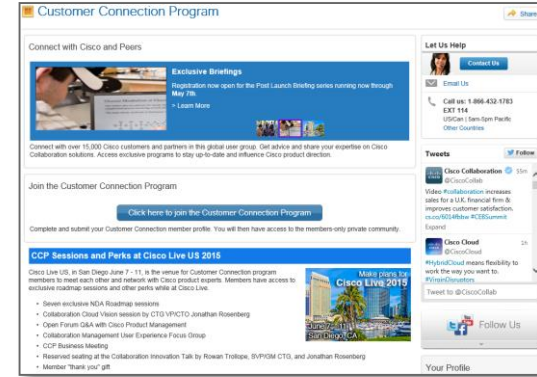 Customer Connection Program
Share
Connect with Cisco and Peers
Exclusive Briefings
Registration now open for the Post Launch Briefing series running now through
May 7th.
> Learn More
Connect with over 15,000 Cisco customers and partners in this global user group. Get advice and share your expertise on Cisco
Collaboration solutions. Access exclusive programs to stay up-to-date and influence Cisco product direction.
Join the Customer Connection Program
Click here to join the Customer Connection Program
Complete and submit your Customer Connection member profile. You will then have access to the members-only private community.
CCP Sessions and Perks at Cisco Live US 2015
Cisco Live US, in San Diego June 7 - 11, is the venue for Customer Connection program
members to meet each other and network with Cisco product experts. Members have access to
exclusive roadmap sessions and other perks while at Cisco Live.
• Seven exclusive NDA Roadmap sessions
• Collaboration Cloud Vision session by CTG VP/CTO Jonathan Rosenberg
• Open Forum Q&A with Cisco Product Management
• Collaboration Management User Experience Focus Group
• CCP Business Meeting
• Reserved seating at the Collaboration Innovation Talk by Rowan Trollope, SVP/GM CTG, and Jonathan Rosenberg
• Member "thank you" gift
Make plans for
Cisco Live 2015
June 7 - 11
San Diego, CA
Let Us Help
Contact Us
Email Us
Call us: 1-866-432-1783
EXT 114
US/Can | 5am-5pm Pacific
Other Countries
Tweets
Follow
Cisco Collaboration
55m
@CiscoCollab
Video #collaboration increases
sales for a U.K. financial firm &
improves customer satisfaction.
#CEBSummit
Expand
Cisco Cloud
1h
@CiscoCloud
#HybridCloud means flexibility to
work the way you want to.
#VirginDisruptors
Tweet to @CiscoCollab
Follow Us
Your Profile